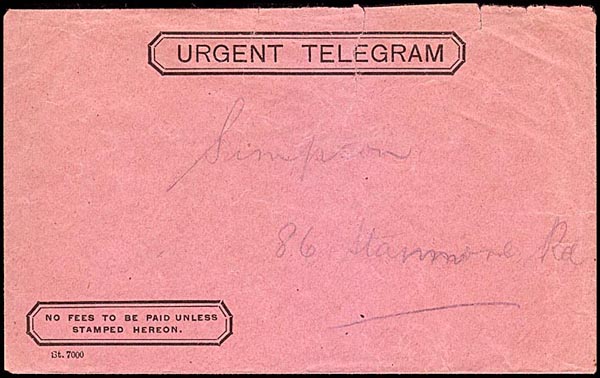 URGENT TELEGRAM
Simpson
86 Stanmore Rd
NO FEES TO BE PAID UNLESS
STAMPED HEREON.
St. 7000